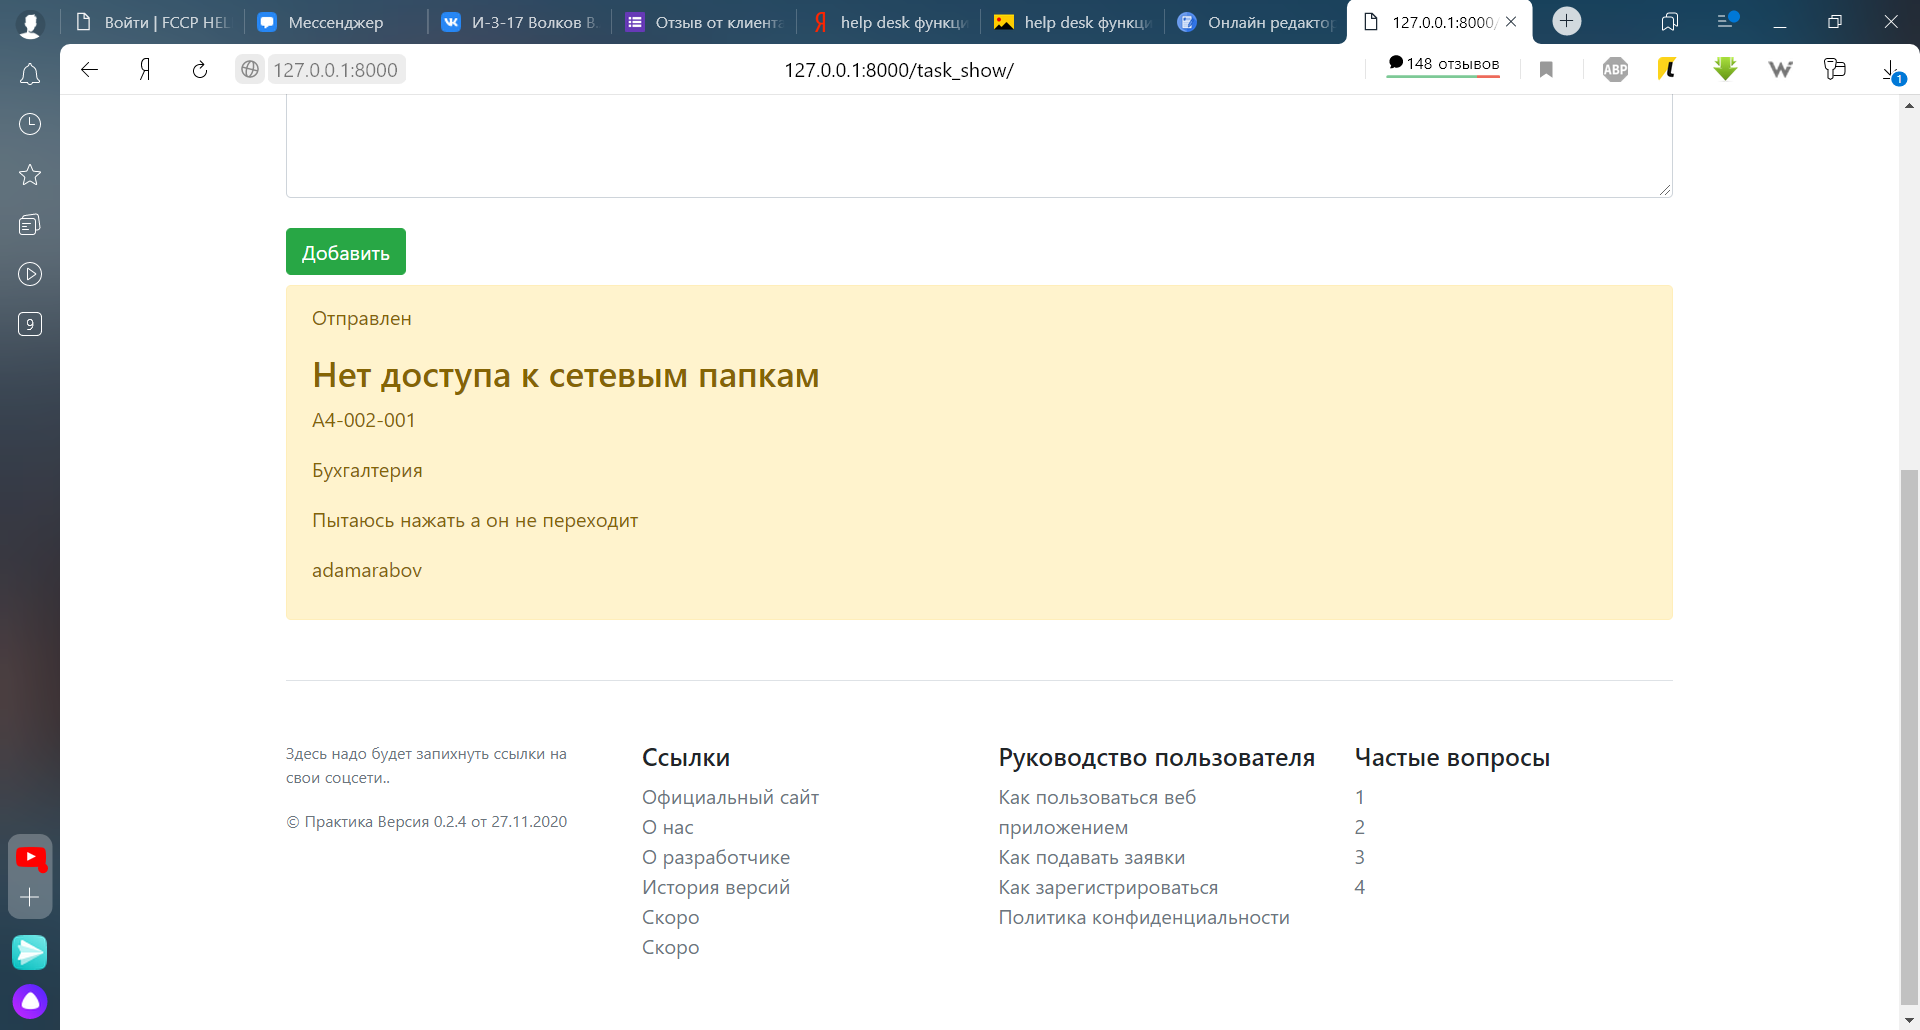 Войти | FCCP HEL
Мессенджер
И-3-17 Волков В.
Отзыв от клиента
help desk функци
help desk функци
Онлайн редактор
127.0.0.1:8000/
127.0.0.1:8000
127.0.0.1:8000/task_show/
148 отзывов
ABP
1
9
Добавить
Отправлен
Нет доступа к сетевым папкам
А4-002-001
Бухгалтерия
Пытаюсь нажать а он не переходит
adamarabov
Здесь надо будет запихнуть ссылки на
свои соцсети..
© Практика Версия 0.2.4 от 27.11.2020
Ссылки
Официальный сайт
О нас
О разработчике
История версий
Скоро
Скоро
Руководство пользователя
Как пользоваться веб
приложением
Как подавать заявки
Как зарегистрироваться
Политика конфиденциальности
Частые вопросы
1
2
3
4